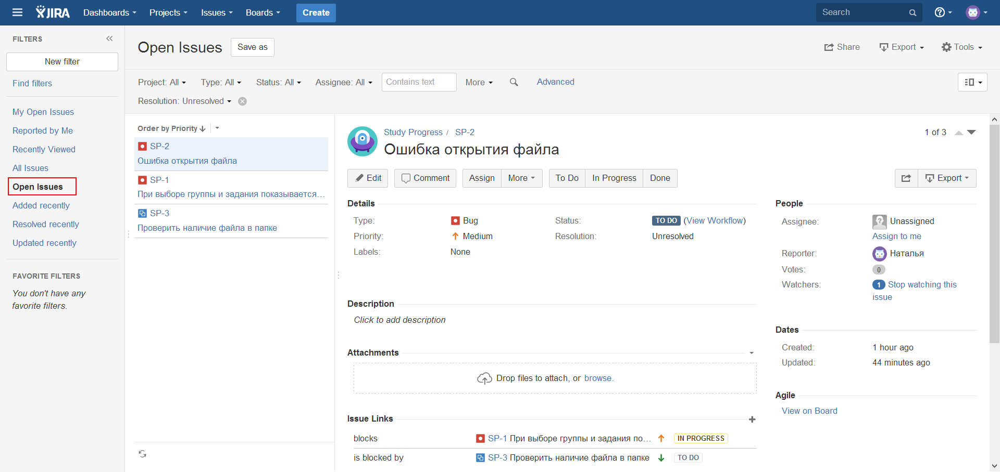 JIRA Dashboards Projects Issues Boards Create Search
FILTERS
New filter
Find filters
My Open Issues
Reported by Me
Recently Viewed
All Issues
Open Issues
Added recently
Resolved recently
Updated recently
FAVORITE FILTERS
You don't have any
favorite filters.
Open Issues Save as Share Export Tools
Project: All Type: All Status: All Assignee: All Contains text More Advanced
Resolution: Unresolved
Order by Priority
SP-2
Ошибка открытия файла
SP-1
При выборе группы и задания показывается...
SP-3
Проверить наличие файла в папке
Study Progress / SP-2 1 of 3
Ошибка открытия файла
Edit Comment Assign More To Do In Progress Done Export
Details
Type: Bug Status: TO DO (View Workflow)
Priority: Medium Resolution: Unresolved
Labels: None
Description
Click to add description
Attachments
Drop files to attach, or browse.
Issue Links
blocks SP-1 При выборе группы и задания по... IN PROGRESS
is blocked by SP-3 Проверить наличие файла в папке TO DO
People
Assignee: Unassigned
Assign to me
Reporter: Наталья
Votes: 0
Watchers: 1 Stop watching this
issue
Dates
Created: 1 hour ago
Updated: 44 minutes ago
Agile
View on Board